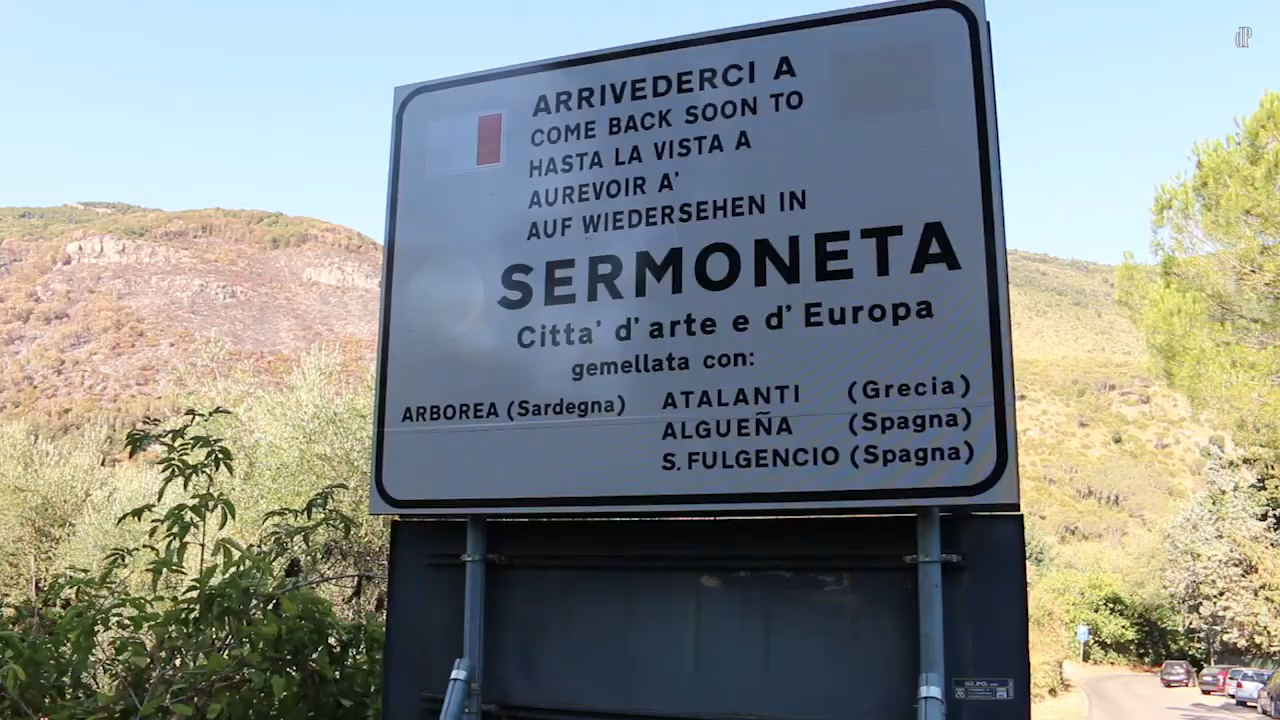 ARRIVEDERCI A
COME BACK SOON TO
HASTA LA VISTA A
AUREVOIR A'
AUF WIEDERSEHEN IN
SERMONETA
Citta' d'arte e d'Europa
gemellata con:
ARBOREA (Sardegna) ATALANTI (Grecia)
ALGUEÑA (Spagna)
S. FULGENCIO (Spagna)